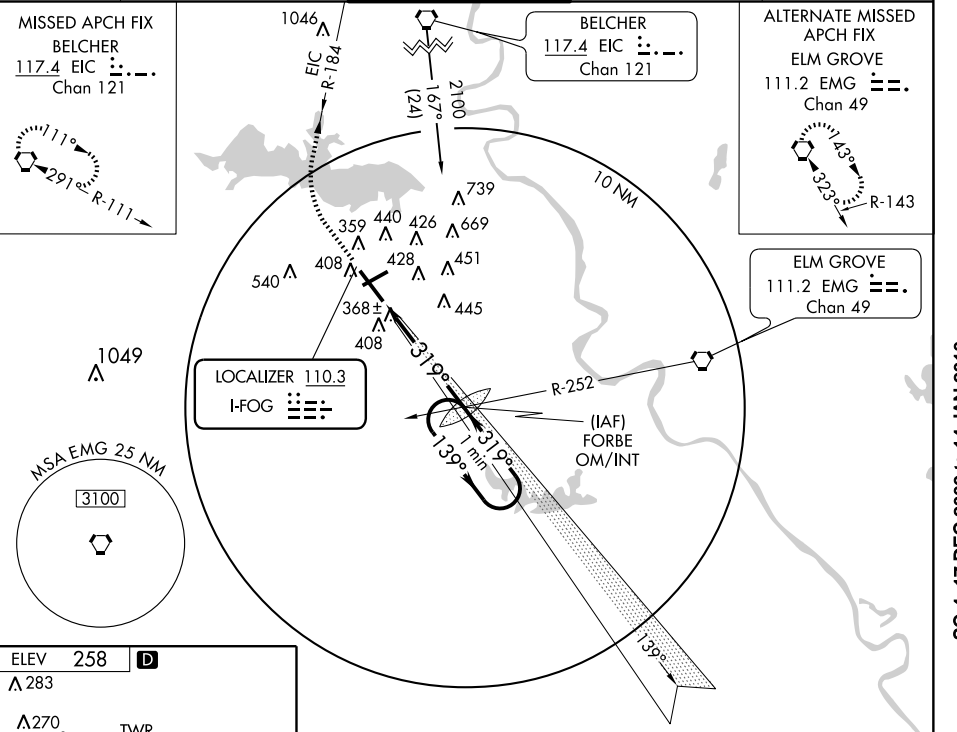 MISSED APCH FIX
BELCHER
117.4 EIC
Chan 121
111°
291°
R-111
1046
EIC
R-184
2100
167°
(24)
BELCHER
117.4 EIC
Chan 121
ALTERNATE MISSED
APCH FIX
ELM GROVE
111.2 EMG
Chan 49
143°
323°
R-143
10 NM
739
440
426
669
359
408
428
451
540
445
368±
408
1049
ELM GROVE
111.2 EMG
Chan 49
LOCALIZER 110.3
I-FOG
319°
R-252
(IAF)
FORBE
OM/INT
319°
1 min
139°
MSA EMG 25 NM
3100
139°
ELEV 258 D
283
270
TWR